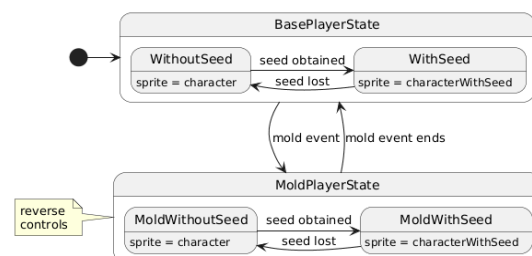 BasePlayerState
WithoutSeed
seed obtained
WithSeed
sprite = character
seed lost
sprite = characterWithSeed
mold event
mold event ends
MoldPlayerState
reverse
controls
MoldWithoutSeed
seed obtained
MoldWithSeed
sprite = character
seed lost
sprite = characterWithSeed